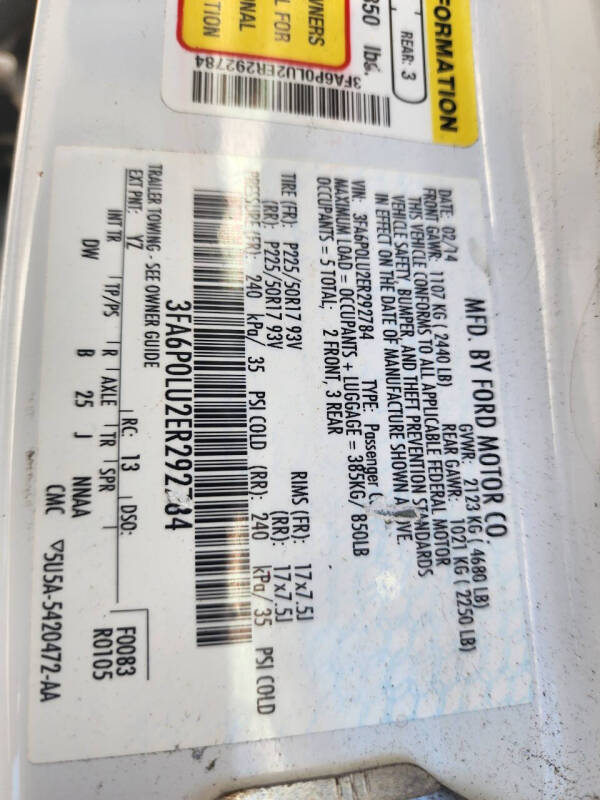 FORMATION
REAR: 3
850 lbs.
OWNERS
L FOR
ONAL
TION
3FA6P0LU2ER292784
MFD. BY FORD MOTOR CO.
DATE: 02/14 GVWR: 2123 KG ( 4680 LB)
FRONT GAWR: 1107 KG ( 2440 LB) REAR GAWR: 1021 KG ( 2250 LB)
THIS VEHICLE CONFORMS TO ALL APPLICABLE FEDERAL MOTOR
VEHICLE SAFETY, BUMPER, AND THEFT PREVENTION STANDARDS
IN EFFECT ON THE DATE OF MANUFACTURE SHOWN ABOVE.
VIN: 3FA6P0LU2ER292784 TYPE: Passenger C
MAXIMUM LOAD = OCCUPANTS + LUGGAGE = 385KG/ 850LB
OCCUPANTS = 5 TOTAL; 2 FRONT, 3 REAR
TIRE (FR): P225/50R17 93V RIMS (FR): 17x7.5J
(RR): P225/50R17 93V (RR): 17x7.5J
PRESSURE (FR): 240 kPa/ 35 PSI COLD (RR): 240 kPa/ 35 PSI COLD
3FA6P0LU2ER292784
TRAILER TOWING - SEE OWNER GUIDE
EXT PNT: YZ RC: 13 DSO: F0083
INT TR TP/PS R AXLE TR SPR R0105
DW B 25 J NNAA
CMC ▽5U5A-5420472-AA